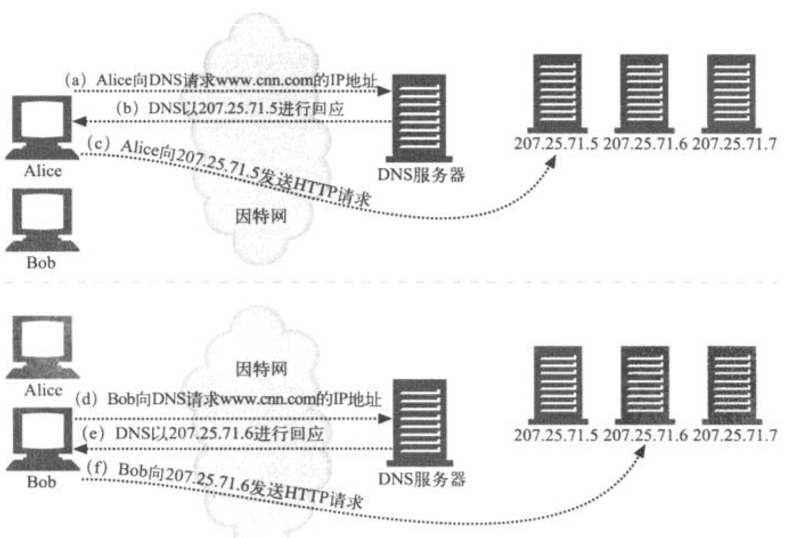 (a) Alice向DNS请求www.cnn.com的IP地址
(b) DNS以207.25.71.5进行回应
(c) Alice向207.25.71.5发送HTTP请求
Alice
DNS服务器
207.25.71.5 207.25.71.6 207.25.71.7
因特网
Bob
因特网
Alice
(d) Bob向DNS请求www.cnn.com的IP地址
(e) DNS以207.25.71.6进行回应
207.25.71.5 207.25.71.6 207.25.71.7
(f) Bob向207.25.71.6发送HTTP请求
Bob
DNS服务器